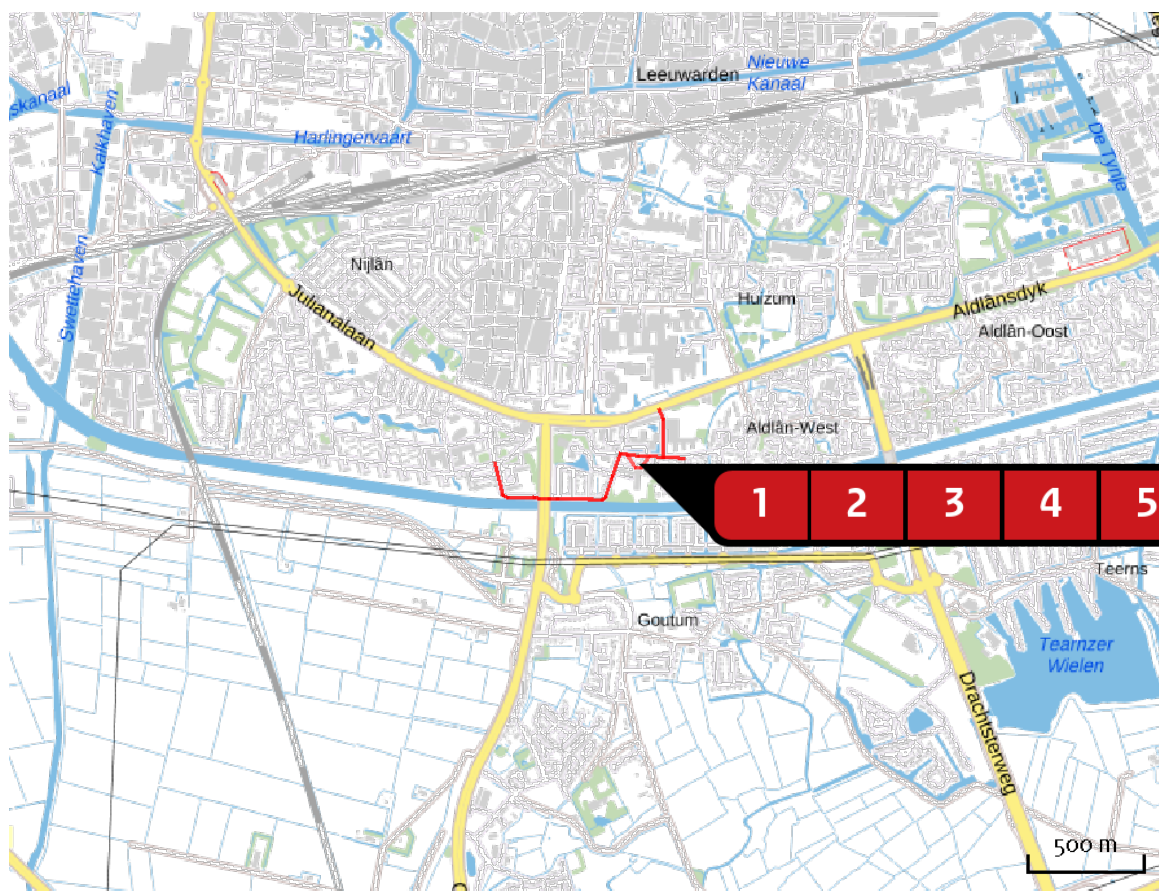 Leeuwarden
Nieuwe
Kanaal
Kalkhaven
Harlingervaart
De Tynje
Swettehaven
Nijlân
Julianalaan
Huizum
Aldlânsdyk
Aldlân-Oost
Aldlân-West
1 2 3 4 5
Teerns
Goutum
Tearnzer
Wielen
Drachtsterweg
500 m